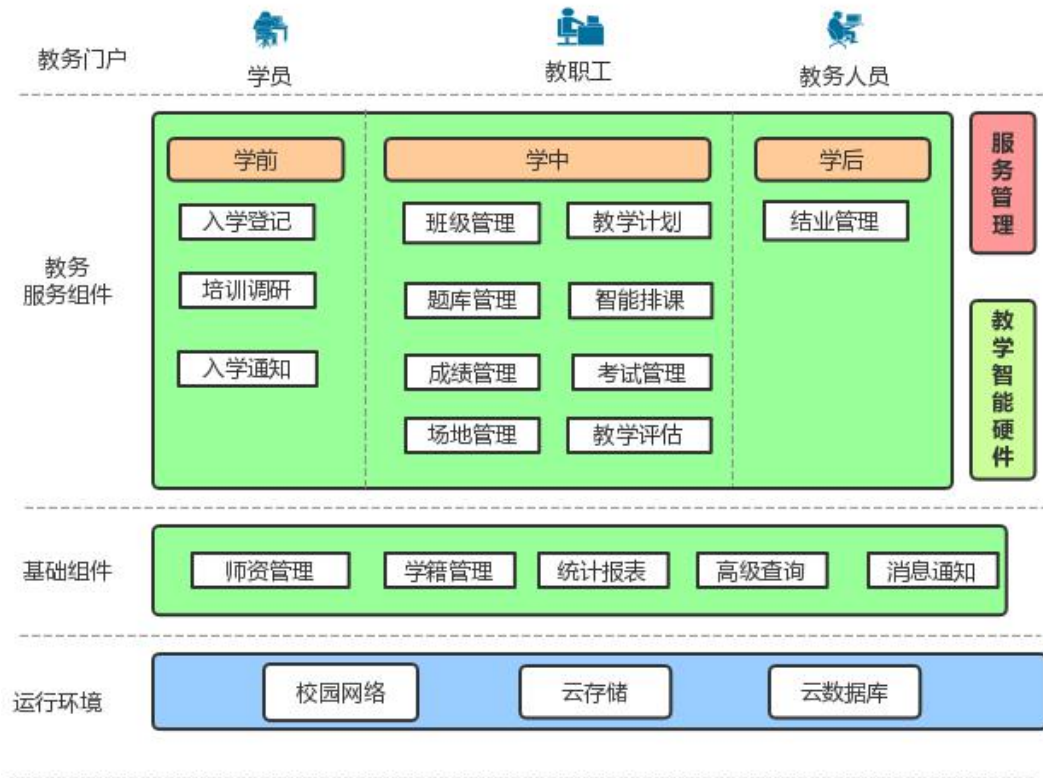 教务门户
学员
教职工
教务人员
教务
服务组件
学前
学中
学后
入学登记
培训调研
入学通知
班级管理
教学计划
题库管理
智能排课
成绩管理
考试管理
场地管理
教学评估
结业管理
服务管理
教学智能硬件
基础组件
师资管理
学籍管理
统计报表
高级查询
消息通知
运行环境
校园网络
云存储
云数据库